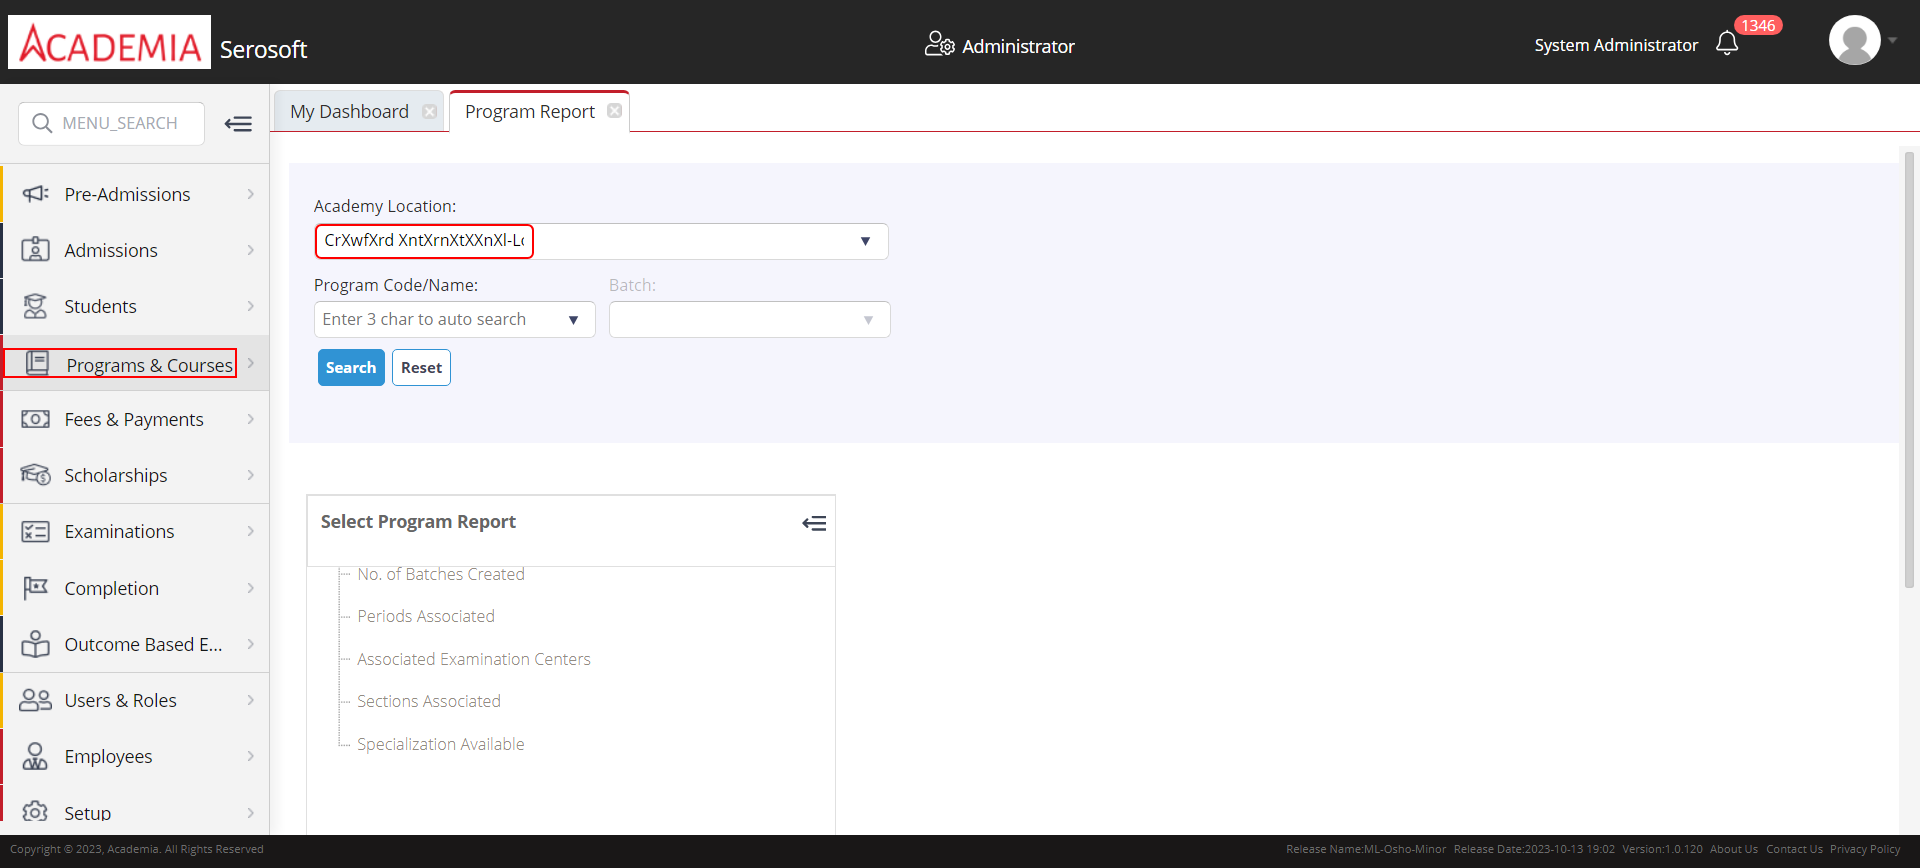 ACADEMIA Serosoft
Administrator
System Administrator
1346
MENU_SEARCH
My Dashboard
Program Report
Pre-Admissions
Admissions
Students
Programs & Courses
Fees & Payments
Scholarships
Examinations
Completion
Outcome Based E...
Users & Roles
Employees
Setup
Academy Location:
CrXwfXrd XntXrnXtXXnXl-Lo
Program Code/Name:
Batch:
Enter 3 char to auto search
Search
Reset
Select Program Report
No. of Batches Created
Periods Associated
Associated Examination Centers
Sections Associated
Specialization Available
Copyright © 2023, Academia. All Rights Reserved
Release Name:ML-Osho-Minor Release Date:2023-10-13 19:02 Version:1.0.120 About Us Contact Us Privacy Policy